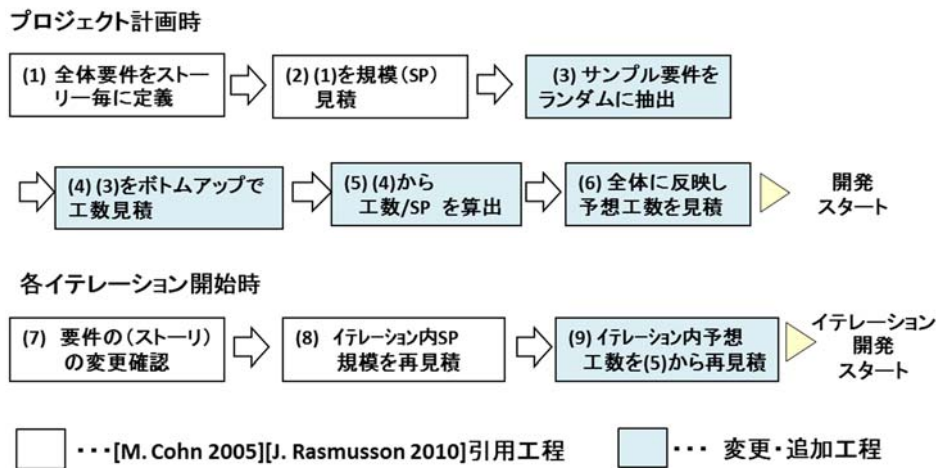 プロジェクト計画時
(1) 全体要件をストー
リー毎に定義
(2) (1)を規模(SP)
見積
(3) サンプル要件を
ランダムに抽出
(4) (3)をボトムアップで
工数見積
(5) (4)から
工数/SP を算出
(6) 全体に反映し
予想工数を見積
開発
スタート
各イテレーション開始時
(7) 要件の(ストーリ)
の変更確認
(8) イテレーション内SP
規模を再見積
(9) イテレーション内予想
工数を(5)から再見積
イテレーション
開発
スタート
・・・[M. Cohn 2005][J. Rasmusson 2010]引用工程
・・・ 変更・追加工程